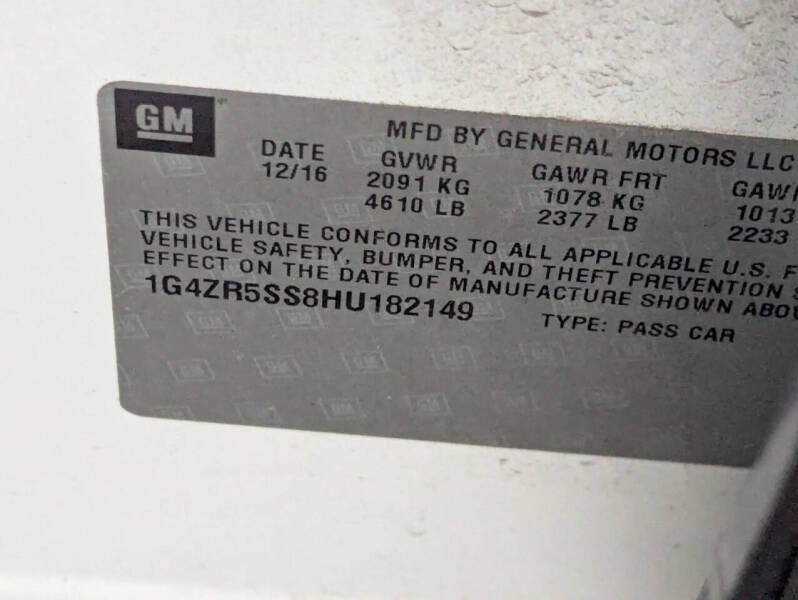 GM
MFD BY GENERAL MOTORS LLC
DATE GVWR GAWR FRT
12/16 2091 KG 1078 KG 1013
4610 LB 2377 LB 2233
THIS VEHICLE CONFORMS TO ALL APPLICABLE U.S. F
VEHICLE SAFETY, BUMPER, AND THEFT PREVENTION
EFFECT ON THE DATE OF MANUFACTURE SHOWN
1G4ZR5SS8HU182149 TYPE: PASS CAR